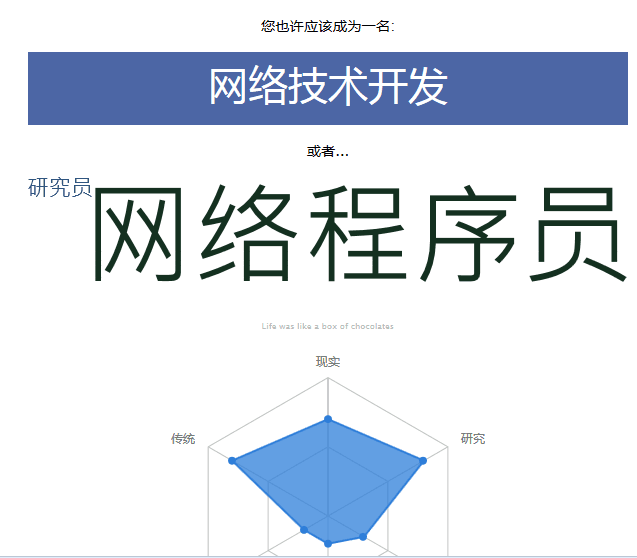 您也许应该成为一名:
网络技术开发
或者...
研究员 网络程序员
Life was like a box of chocolates
现实
传统
研究